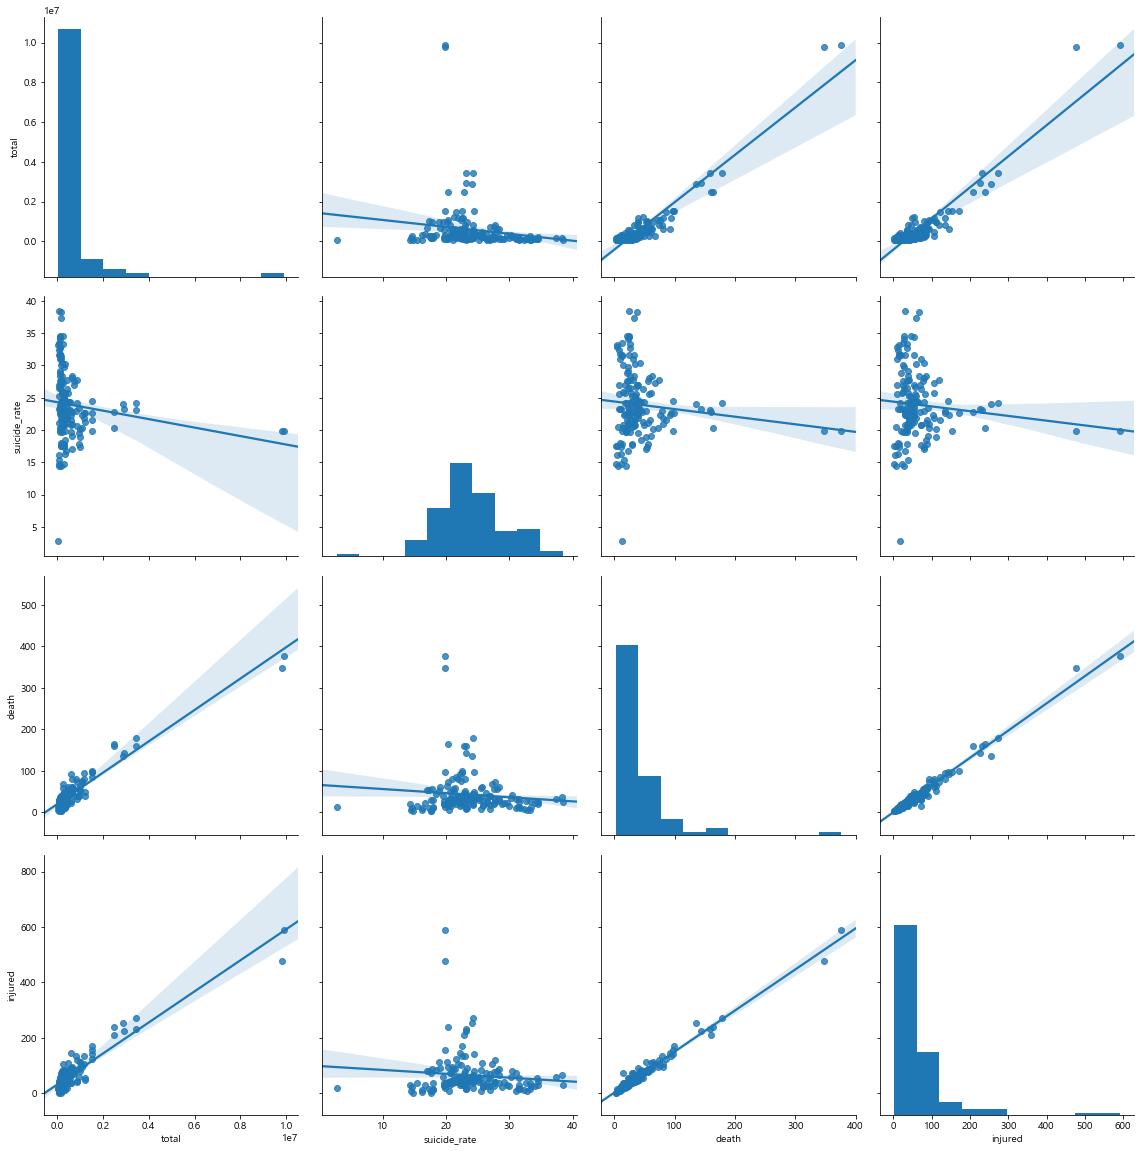 1e7
1.0
0.8
0.6
0.4
0.2
0.0
total
40
35
30
25
20
15
10
5
suicide_rate
500
400
300
200
100
0
death
800
600
400
200
0
injured
0.0 0.2 0.4 0.6 0.8 1.0
1e7
total
10 20 30 40
suicide_rate
0 100 200 300 400
death
0 100 200 300 400 500 600
injured